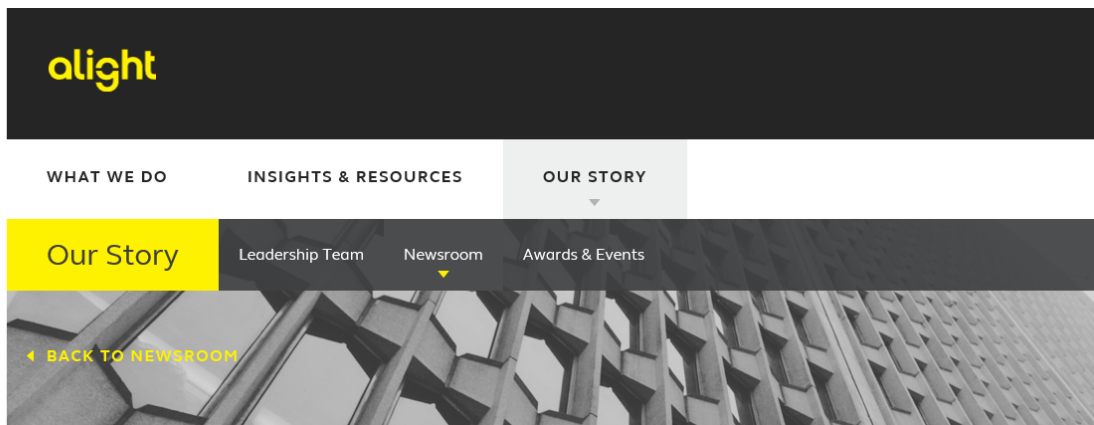 alight
WHAT WE DO INSIGHTS & RESOURCES OUR STORY
Our Story Leadership Team Newsroom Awards & Events
BACK TO NEWSROOM